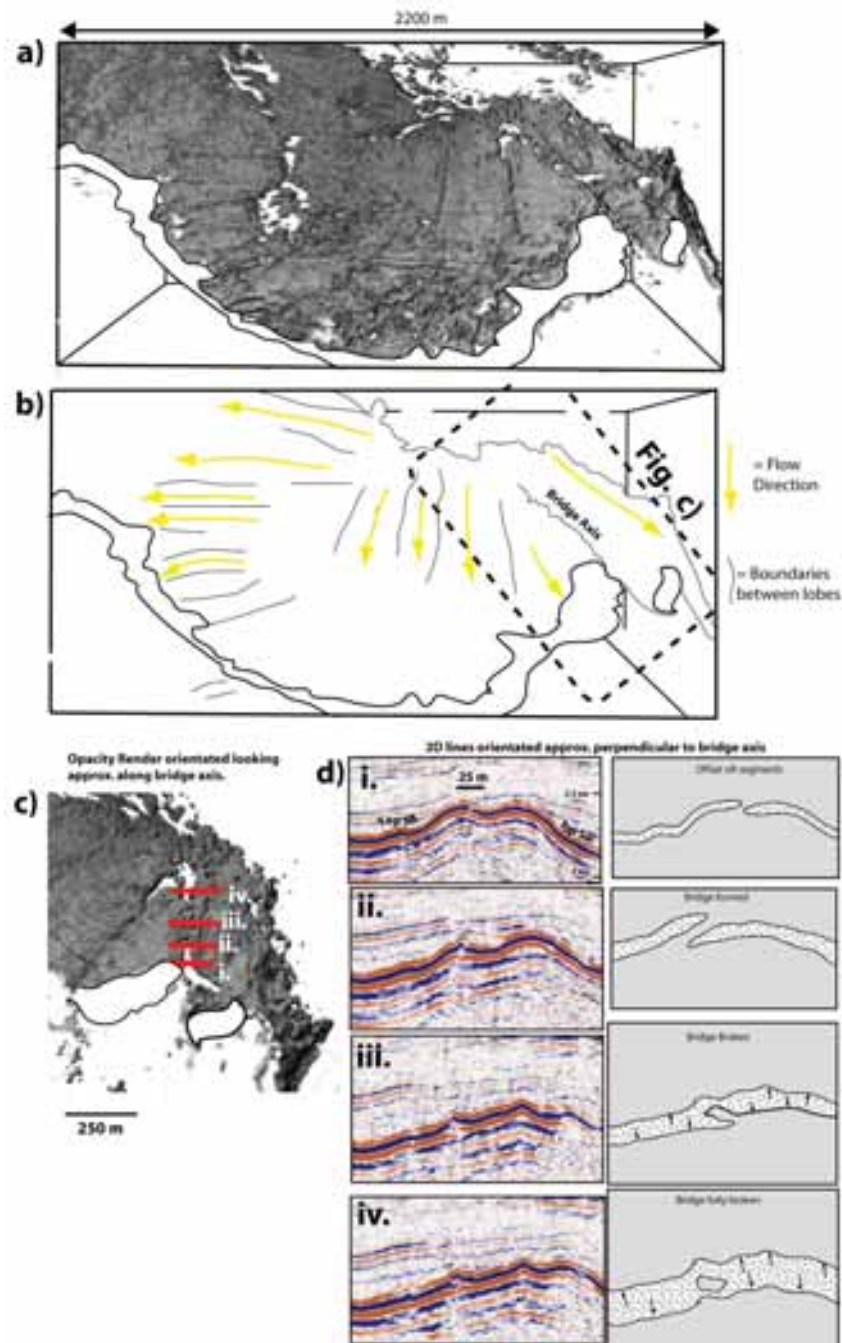 2200 m
a)
b)
Fig. c)
Bridge Axis
= Flow
Direction
= Boundaries
between lobes
Opacity Render orientated looking
approx. along bridge axis.
c)
iv.
iii.
ii.
i.
250 m
2D lines orientated approx. perpendicular to bridge axis
d)
i.
25 m
Offset sill segments
ii.
Bridge formed
iii.
Bridge Broken
iv.
Bridge fully broken